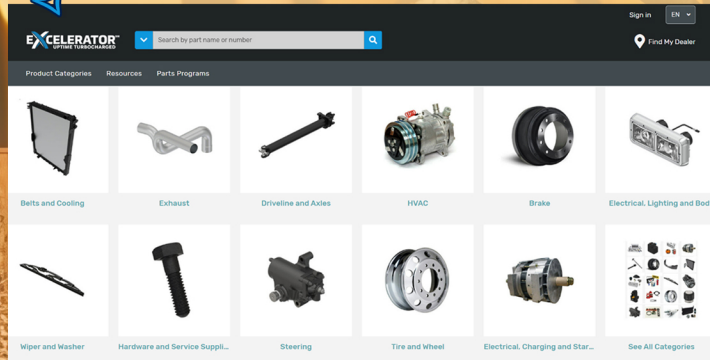 Sign in
EN
EXCELERATOR
UPTIME TURBOCHARGED
Search by part name or number
Find My Dealer
Product Categories
Resources
Parts Programs
Belts and Cooling
Exhaust
Driveline and Axles
HVAC
Brake
Electrical, Lighting and Bod
Wiper and Washer
Hardware and Service Suppli...
Steering
Tire and Wheel
Electrical, Charging and Star...
See All Categories